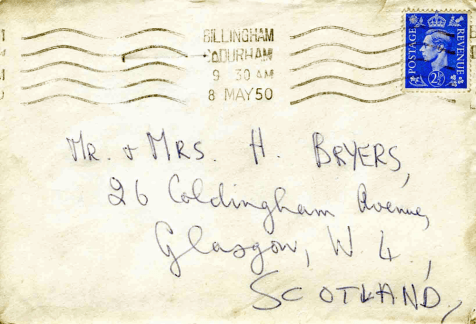 BILLINGHAM
CO DURHAM
9 30 AM
8 MAY 50
POSTAGE
REVENUE
2½
Mr. & MRS. H. BRYERS,
26 Coldingham Avenue,
Glasgow, W. 4.,
SCOTLAND,